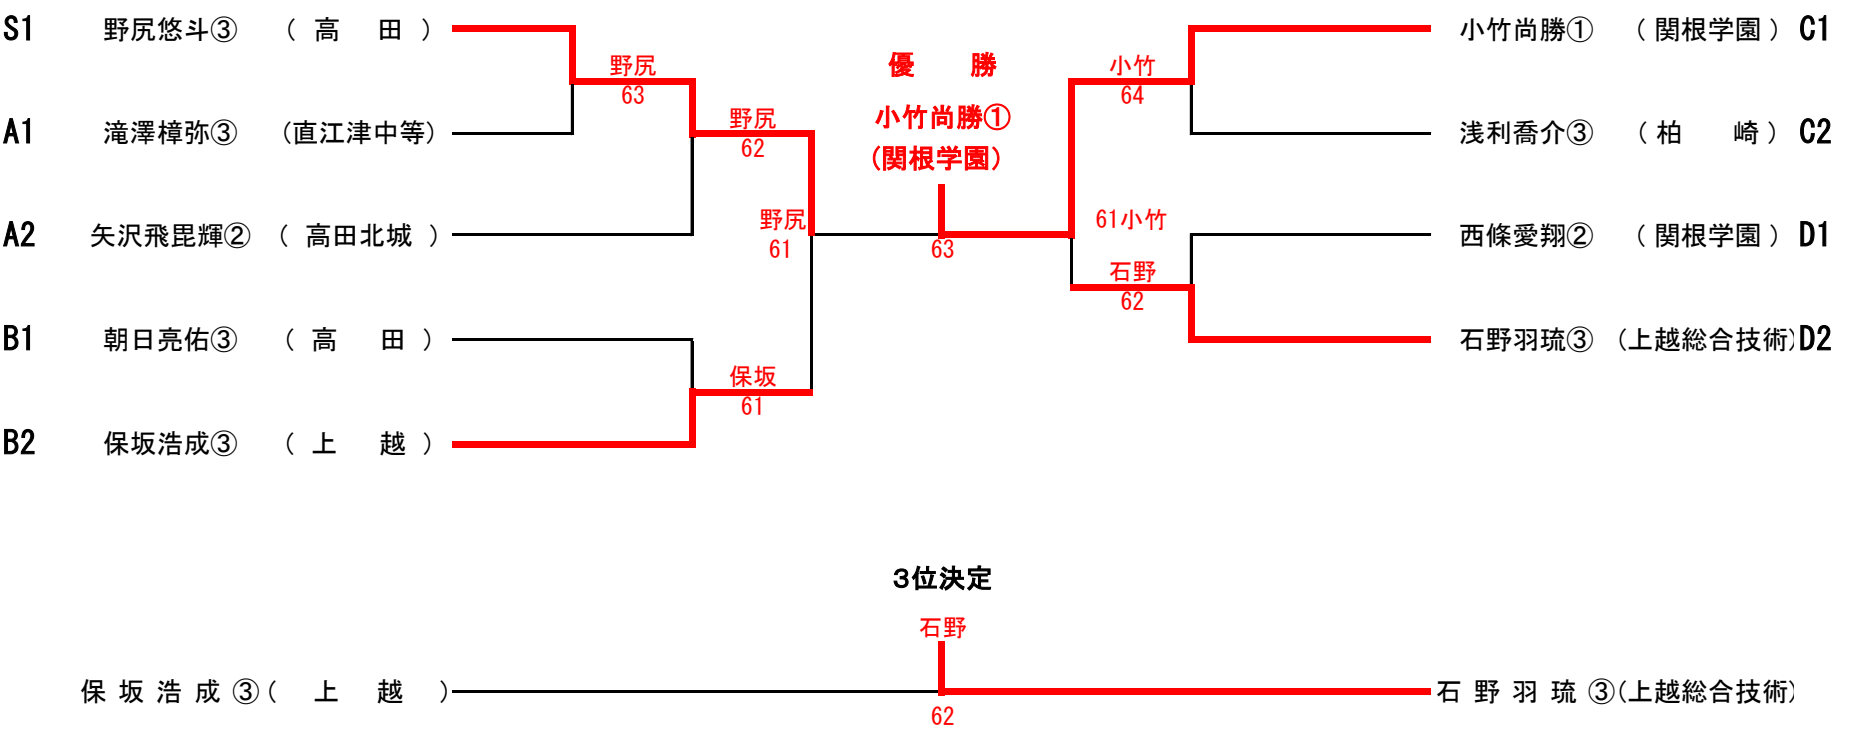 S1 野尻悠斗③ ( 高 田 )
小竹尚勝① ( 関根学園 ) C1
野尻
63
優 勝
小竹
64
小竹尚勝①
(関根学園)
A1 滝澤樟弥③ (直江津中等)
野尻
62
浅利喬介③ ( 柏 崎 ) C2
A2 矢沢飛毘輝② ( 高田北城 )
野尻
61
63
61小竹
西條愛翔② ( 関根学園 ) D1
石野
62
B1 朝日亮佑③ ( 高 田 )
石野羽琉③ (上越総合技術) D2
保坂
61
B2 保坂浩成③ ( 上 越 )
３位決定
石野
保坂浩成③( 上 越 )
石野羽琉③(上越総合技術)
62